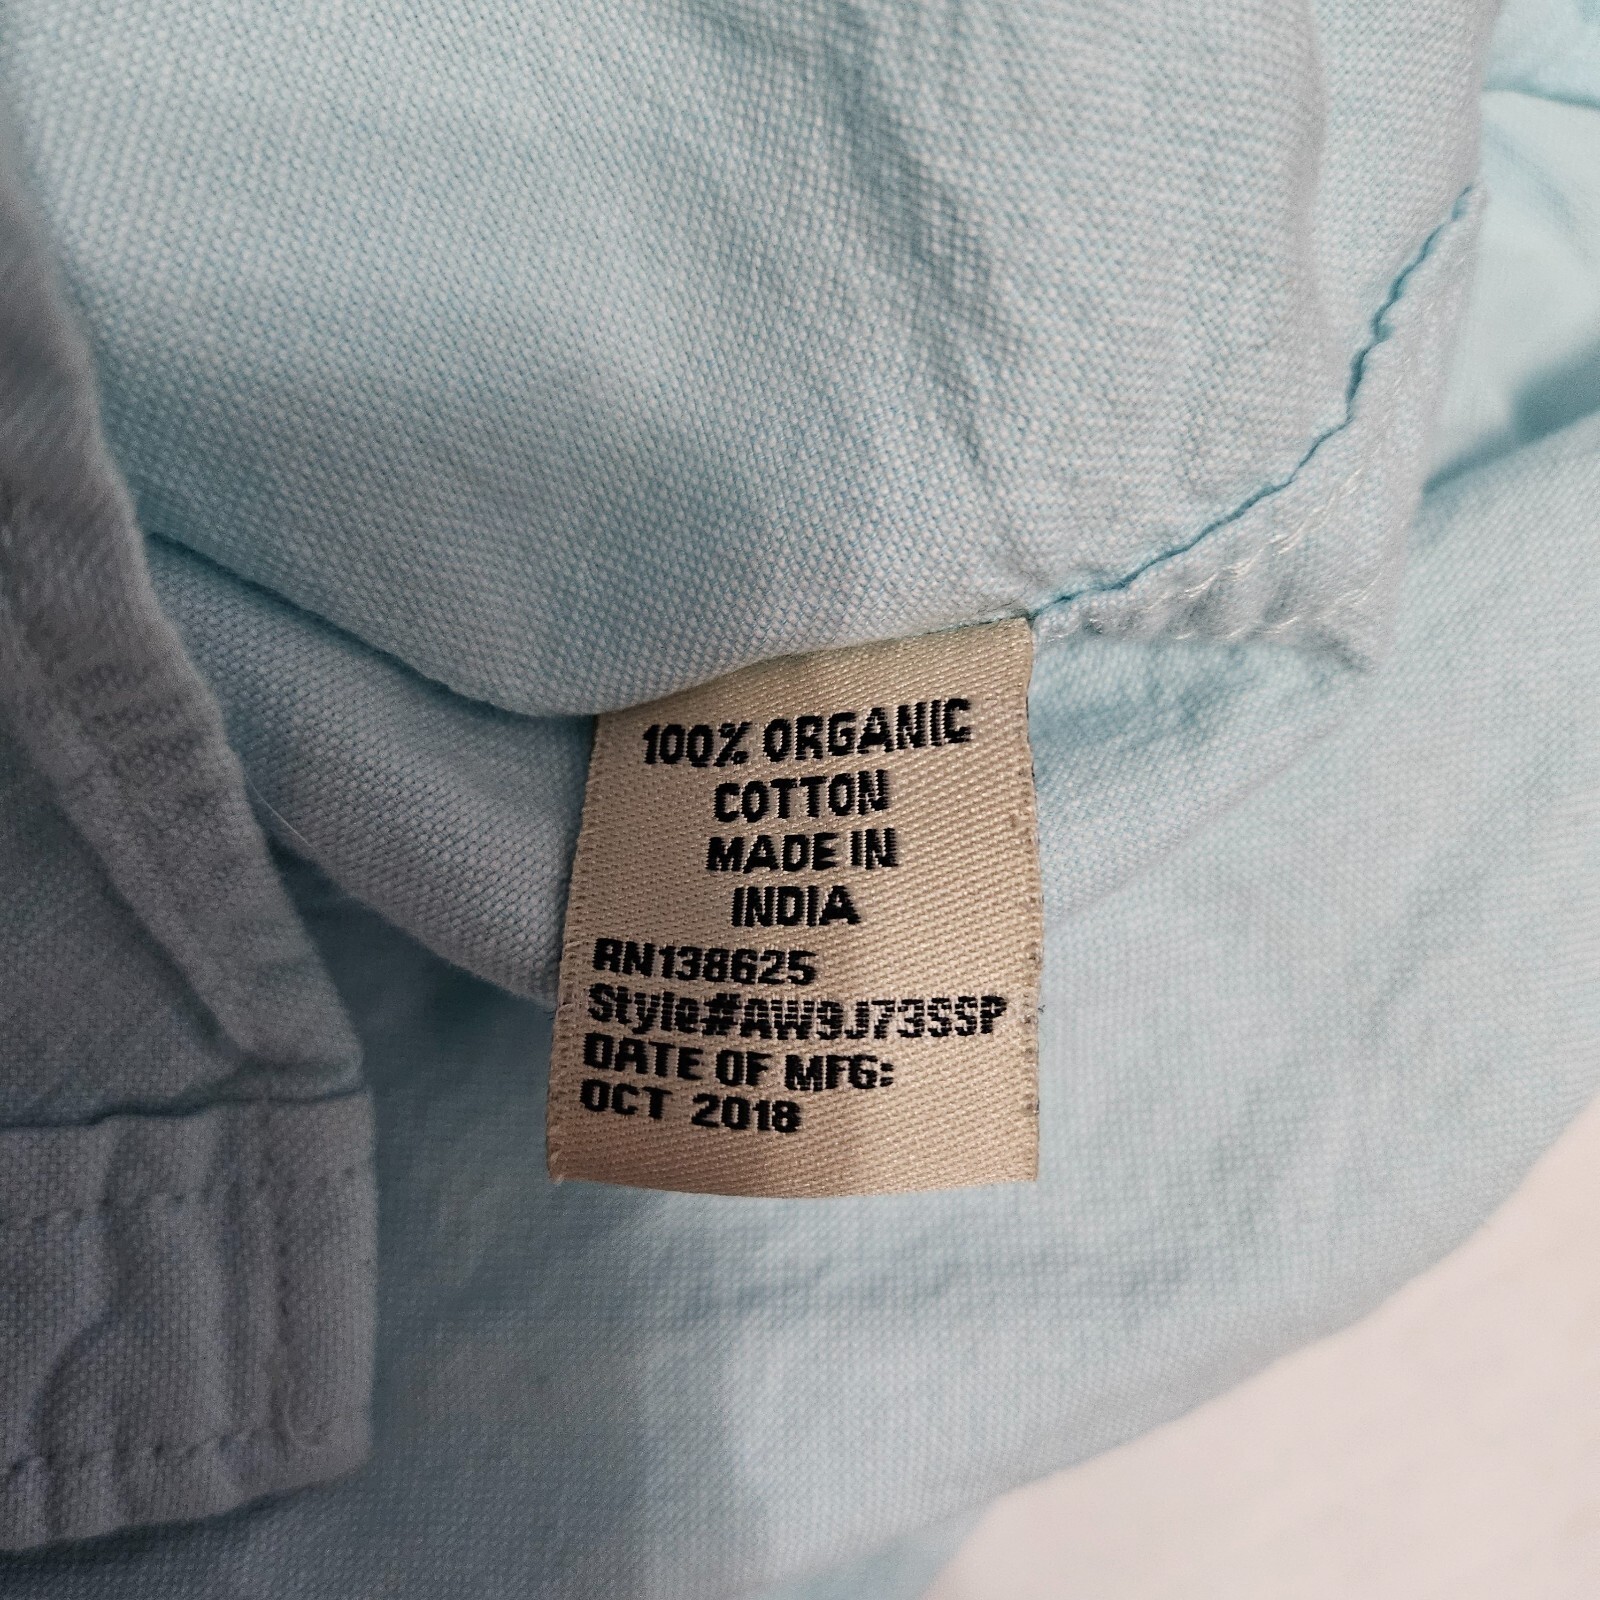 100% ORGANIC
COTTON
MADE IN
INDIA
RN138625
Style#AW9J73SSP
DATE OF MFG:
OCT 2018